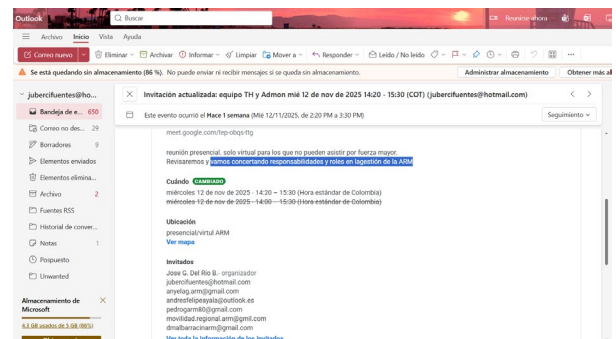 Outlook
Buscar
Reunirse ahora
Archivo Inicio Vista Ayuda
Correo nuevo Eliminar Archivar Informar Limpiar Mover a Responder Leído / No leído
Se está quedando sin almacenamiento (86 %). No puede enviar ni recibir mensajes si se queda sin almacenamiento.
Administrar almacenamiento
Obtener más al
jubercifuentes@ho...
Bandeja de e... 650
Correo no des... 29
Borradores 9
Elementos enviados
Elementos elimina...
Archivo 2
Fuentes RSS
Historial de conver...
Notas 1
Pospuesto
Unwanted
Almacenamiento de Microsoft
4.3 GB usados de 5 GB (86%)
Invitación actualizada: equipo TH y Admon mié 12 de nov de 2025 14:20 - 15:30 (COT) (jubercifuentes@hotmail.com)
Este evento ocurrió el Hace 1 semana (Mié 12/11/2025, de 2:20 PM a 3:30 PM)
Seguimiento
reunión presencial. solo virtual para los que no pueden asistir por fuerza mayor.
Revisaremos y vamos concertando responsabilidades y roles en lagestión de la ARM
Cuándo CAMBIADO
miércoles 12 de nov de 2025 · 14:20 – 15:30 (Hora estándar de Colombia)
miércoles 12 de nov de 2025 · 14:00 – 15:30 (Hora estándar de Colombia)
Ubicación
presencial/virtul ARM
Ver mapa
Invitados
Jose G. Del Rio B.- organizador
jubercifuentes@hotmail.com
anyelag.arm@gmail.com
andresfelipeayala@outlook.es
pedrogarm80@gmail.com
movilidad.regional.arm@gmil.com
dmalbarracinarm@gmail.com
Ver toda la información de los invitados